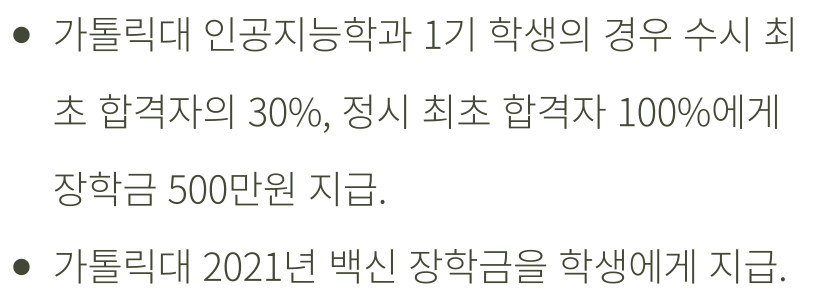 ● 가톨릭대 인공지능학과 1기 학생의 경우 수시 최
초 합격자의 30%, 정시 최초 합격자 100%에게
장학금 500만원 지급.
● 가톨릭대 2021년 백신 장학금을 학생에게 지급.